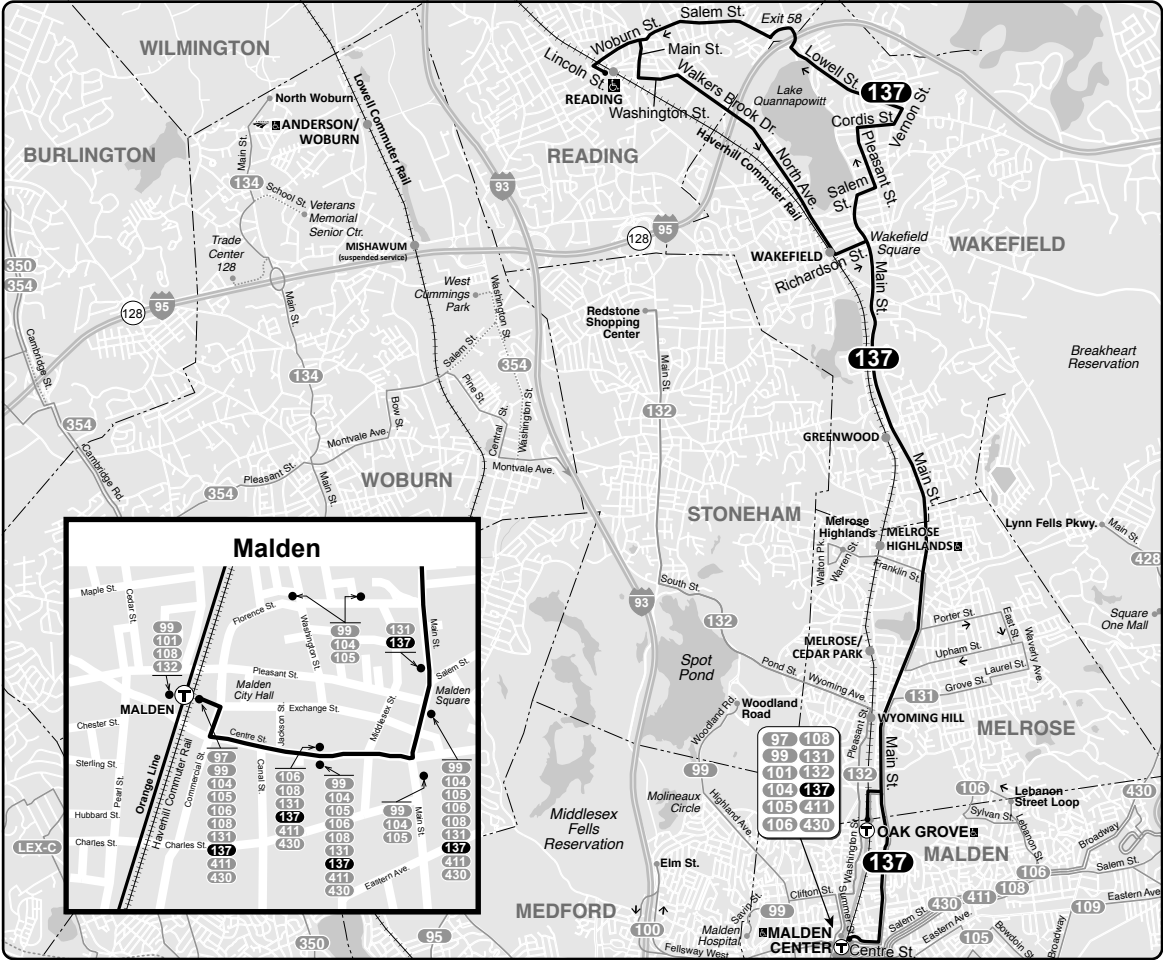 WILMINGTON
Salem St.
Exit 58
Woburn St.
Main St.
Lincoln St.
READING
Walkers Brook Dr.
Washington St.
Lowell St.
Lake
Quannapowitt
137
Cordis St.
Vernon St.
Pleasant St.
Salem
St.
North Ave.
Haverhill Commuter Rail
Lowell Commuter Rail
North Woburn
ANDERSON/
WOBURN
Main St.
134
School St.
Veterans
Memorial
Senior Ctr.
BURLINGTON
READING
93
Trade
Center
128
MISHAWUM
(suspended service)
128
95
WAKEFIELD
Richardson St.
Wakefield
Square
WAKEFIELD
Main St.
350
354
128
95
Main St.
West
Cummings
Park
Washington St.
Redstone
Shopping
Center
137
Breakheart
Reservation
Cambridge St.
134
Salem St.
354
Pine St.
Main St.
132
354
Bow St.
Central St.
Washington St.
Montvale Ave.
GREENWOOD
Cambridge Rd.
Pleasant St.
354
Main St.
Montvale Ave.
WOBURN
Main St.
STONEHAM
Melrose
Highlands
MELROSE
HIGHLANDS
Walton Pk.
Warren St.
Franklin St.
Lynn Fells Pkwy.
Main St.
428
93
South St.
132
Porter St.
East St.
Square
One Mall
MELROSE/
CEDAR PARK
Upham St.
Waverly Ave.
Laurel St.
Grove St.
Spot
Pond
Pond St.
Wyoming Ave.
131
Woodland Rd.
Woodland
Road
Pleasant St.
WYOMING HILL
MELROSE
97 108
99 131
101 132
104 137
105 411
106 430
132
Main St.
99
Molineaux
Circle
Highland Ave.
106
Lebanon
Street Loop
430
Sylvan St.
Lebanon St.
Broadway
OAK GROVE
MALDEN
Washington St.
Middlesex
Fells
Reservation
Elm St.
137
106
Salem St.
Clifton St.
Summer St.
108
411
430
Eastern Ave.
109
MEDFORD
Savin St.
99
Salem St.
Eastern Ave.
105
Bowdoin St.
Broadway
100
Malden
Hospital
Fellsway West
MALDEN
CENTER
T
Centre St.
LEX-C
350
95
Malden
Maple St.
Cedar St.
Florence St.
Washington St.
99
104
105
131
137
Main St.
99
101
108
132
Pleasant St.
Salem St.
Malden
City Hall
Malden
Square
MALDEN
T
Exchange St.
Jackson St.
Middlesex St.
Chester St.
Centre St.
Sterling St.
Pearl St.
Orange Line
Haverhill Commuter Rail
Commercial St.
Canal St.
97
99
104
105
106
108
131
137
411
430
106
108
131
137
411
430
99
104
105
106
108
131
137
411
430
99
104
105
Main St.
99
104
105
106
108
131
137
411
430
Hubbard St.
Charles St.
Charles St.
Eastern Ave.